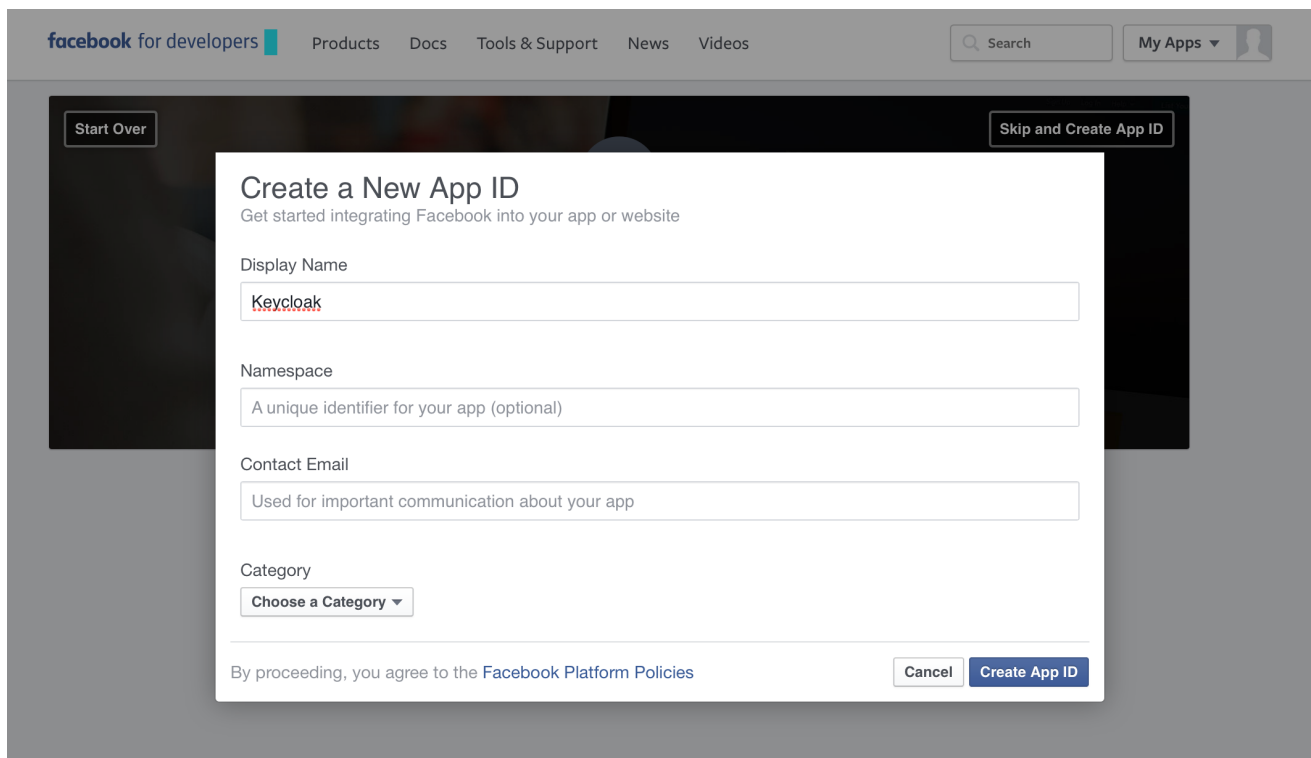 facebook for developers Products Docs Tools & Support News Videos Search My Apps
Start Over Skip and Create App ID
Create a New App ID
Get started integrating Facebook into your app or website
Display Name
Keycloak
Namespace
A unique identifier for your app (optional)
Contact Email
Used for important communication about your app
Category
Choose a Category
By proceeding, you agree to the Facebook Platform Policies Cancel Create App ID